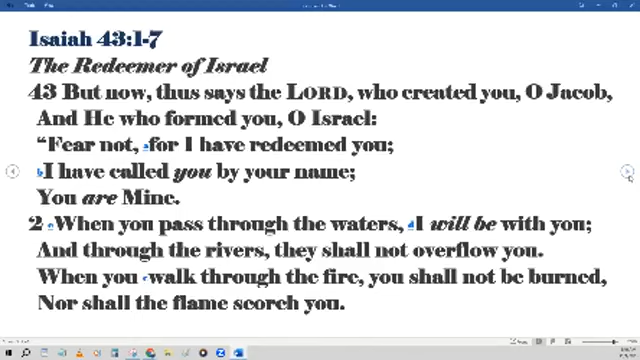 Isaiah 43:1-7
The Redeemer of Israel
43 But now, thus says the LORD, who created you, O Jacob,
And He who formed you, O Israel:
“Fear not, for I have redeemed you;
I have called you by your name;
You are Mine.
2 When you pass through the waters, I will be with you;
And through the rivers, they shall not overflow you.
When you walk through the fire, you shall not be burned,
Nor shall the flame scorch you.